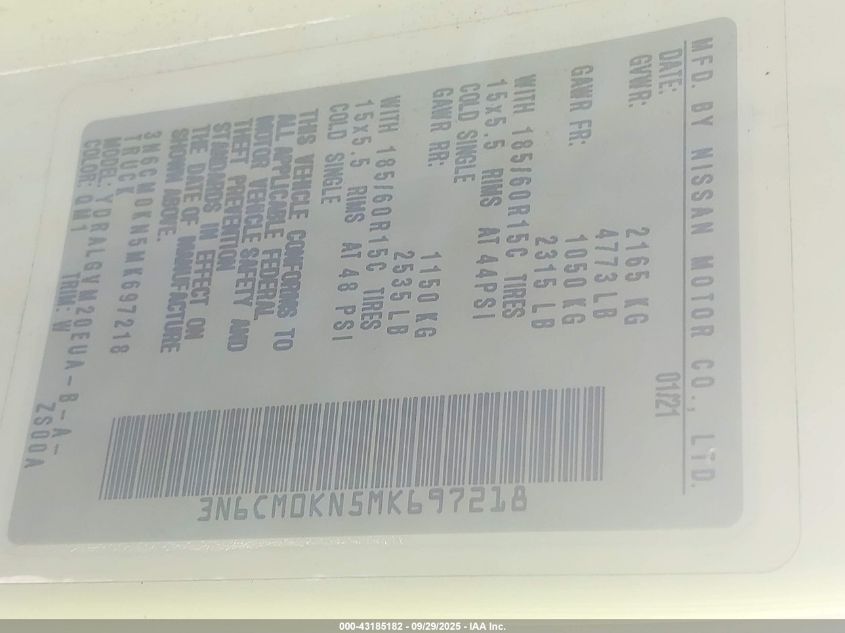 MFD. BY NISSAN MOTOR CO., LTD.
DATE: 01/21
GVWR: 2165 KG
4773 LB
GAWR FR: 1050 KG
2315 LB
WITH 185/60R15C TIRES
15x5.5 RIMS AT 44PSI
COLD SINGLE
GAWR RR: 1150 KG
2535 LB
WITH 185/60R15C TIRES
15x5.5 RIMS AT 48 PSI
COLD SINGLE
THIS VEHICLE CONFORMS TO
ALL APPLICABLE FEDERAL
MOTOR VEHICLE SAFETY AND
THEFT PREVENTION
STANDARDS IN EFFECT ON
THE DATE OF MANUFACTURE
SHOWN ABOVE.
3N6CM0KN5MK697218
TRUCK
MODEL: YDRALGVM20EUA-B-A-
COLOR: QM1 TRIM: W ZS00A
3N6CM0KN5MK697218
000-43185182 - 09/29/2025 - IAA Inc.